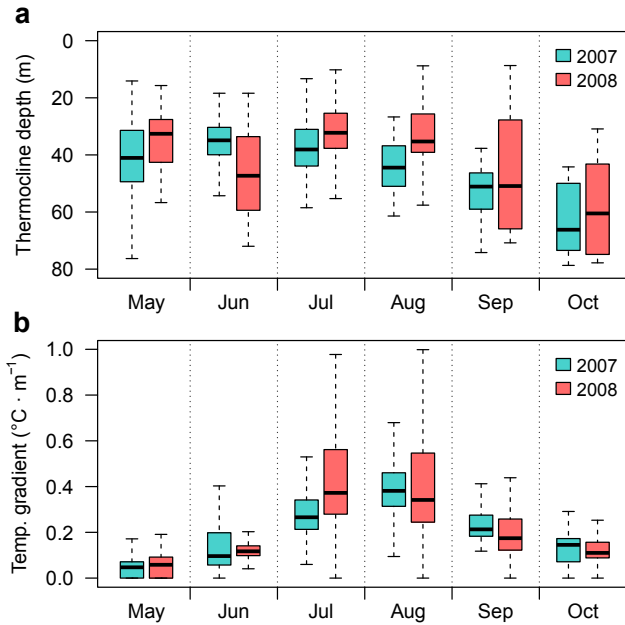 a
Thermocline depth (m)
0
20
40
60
80
2007
2008
May Jun Jul Aug Sep Oct
b
Temp. gradient (°C · m⁻¹)
1.0
0.8
0.6
0.4
0.2
0.0
2007
2008
May Jun Jul Aug Sep Oct